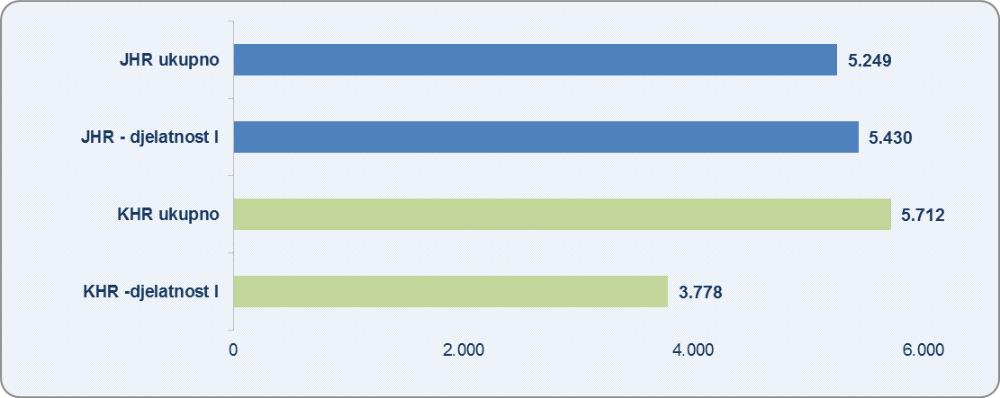 JHR ukupno 5.249
JHR - djelatnost I 5.430
KHR ukupno 5.712
KHR -djelatnost I 3.778
0 2.000 4.000 6.000